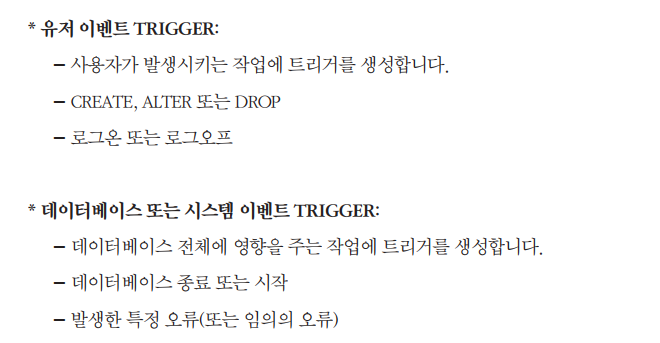 * 유저 이벤트 TRIGGER:
– 사용자가 발생시키는 작업에 트리거를 생성합니다.
– CREATE, ALTER 또는 DROP
– 로그온 또는 로그오프
* 데이터베이스 또는 시스템 이벤트 TRIGGER:
– 데이터베이스 전체에 영향을 주는 작업에 트리거를 생성합니다.
– 데이터베이스 종료 또는 시작
– 발생한 특정 오류(또는 임의의 오류)